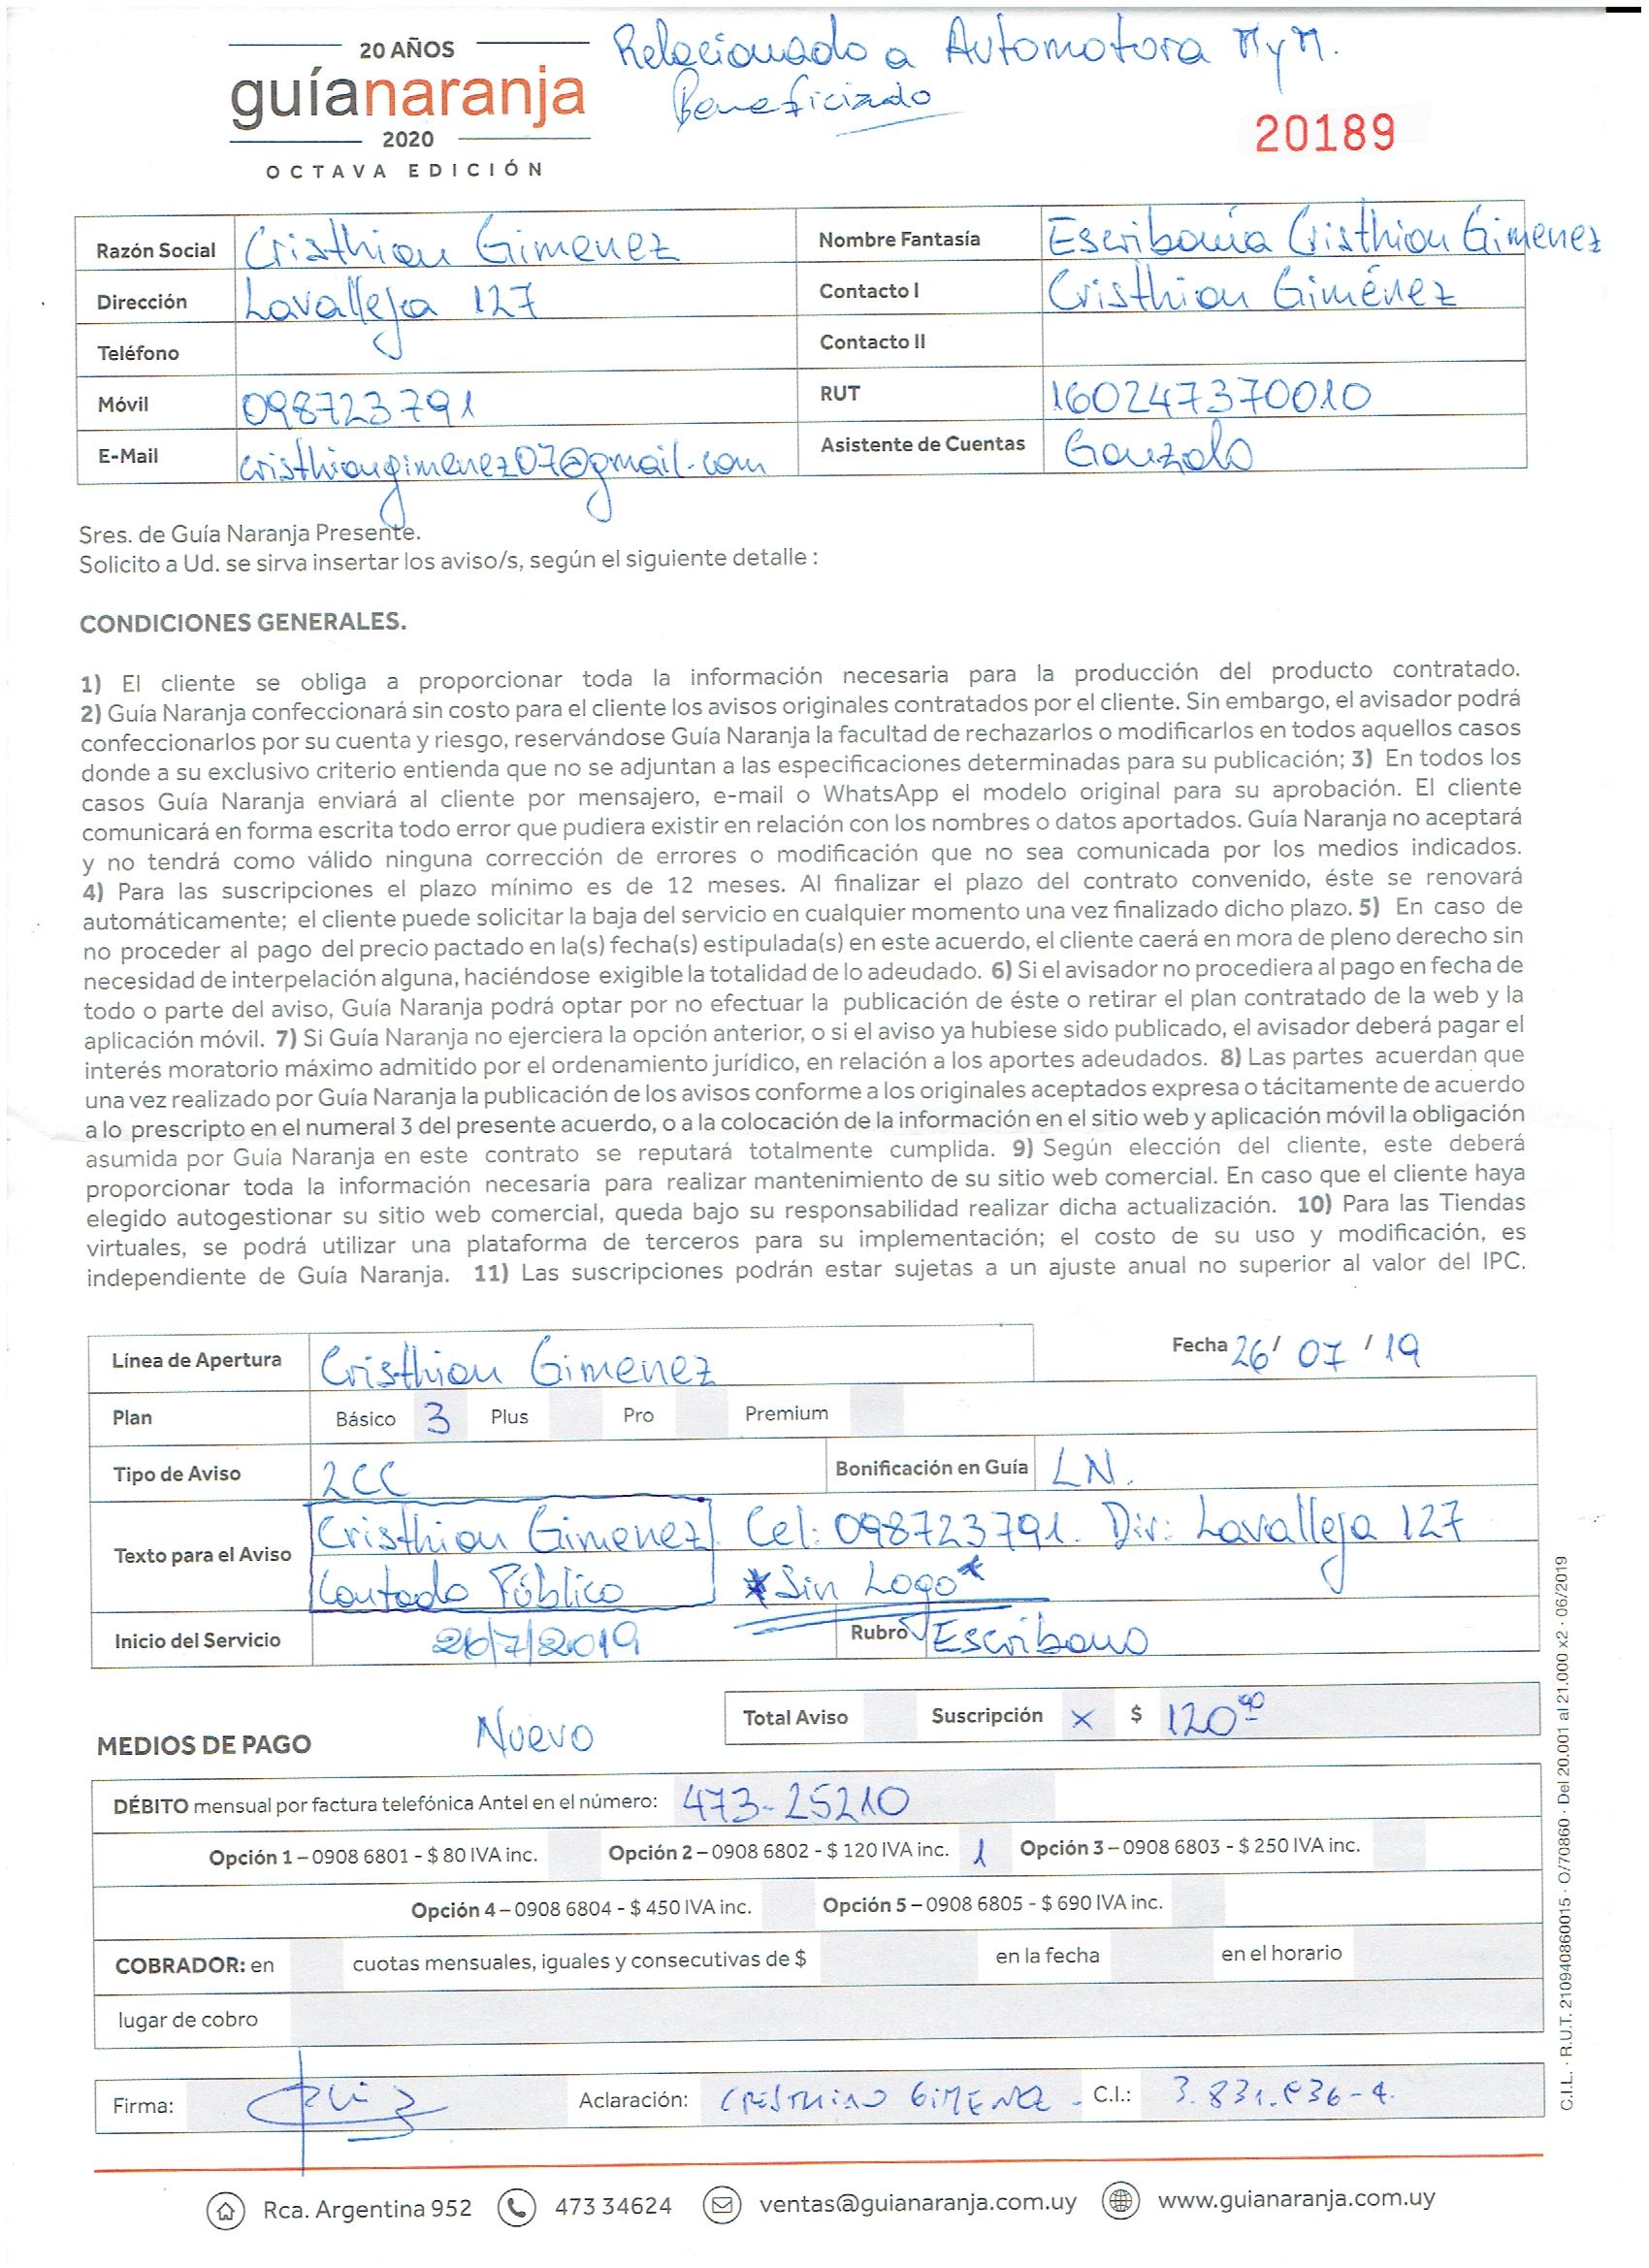 20 AÑOS
guíanaranja
2020
OCTAVA EDICIÓN
Relacionado a Automotora MyM.
Beneficiado
20189
Razón Social Cristhian Gimenez Nombre Fantasía Escribanía Cristhian Gimenez
Dirección Lavalleja 127 Contacto I Cristhian Giménez
Teléfono Contacto II
Móvil 098723791 RUT 160247370010
E-Mail cristhiangimenez07@gmail.com Asistente de Cuentas Gonzalo
Sres. de Guía Naranja Presente.
Solicito a Ud. se sirva insertar los aviso/s, según el siguiente detalle :
CONDICIONES GENERALES.
1) El cliente se obliga a proporcionar toda la información necesaria para la producción del producto contratado.
2) Guía Naranja confeccionará sin costo para el cliente los avisos originales contratados por el cliente. Sin embargo, el avisador podrá
confeccionarlos por su cuenta y riesgo, reservándose Guía Naranja la facultad de rechazarlos o modificarlos en todos aquellos casos
donde a su exclusivo criterio entienda que no se adjuntan a las especificaciones determinadas para su publicación; 3) En todos los
casos Guía Naranja enviará al cliente por mensajero, e-mail o WhatsApp el modelo original para su aprobación. El cliente
comunicará en forma escrita todo error que pudiera existir en relación con los nombres o datos aportados. Guía Naranja no aceptará
y no tendrá como válido ninguna corrección de errores o modificación que no sea comunicada por los medios indicados.
4) Para las suscripciones el plazo mínimo es de 12 meses. Al finalizar el plazo del contrato convenido, éste se renovará
automáticamente; el cliente puede solicitar la baja del servicio en cualquier momento una vez finalizado dicho plazo. 5) En caso de
no proceder al pago del precio pactado en la(s) fecha(s) estipulada(s) en este acuerdo, el cliente caerá en mora de pleno derecho sin
necesidad de interpelación alguna, haciéndose exigible la totalidad de lo adeudado. 6) Si el avisador no procediera al pago en fecha de
todo o parte del aviso, Guía Naranja podrá optar por no efectuar la publicación de éste o retirar el plan contratado de la web y la
aplicación móvil. 7) Si Guía Naranja no ejerciera la opción anterior, o si el aviso ya hubiese sido publicado, el avisador deberá pagar el
interés moratorio máximo admitido por el ordenamiento jurídico, en relación a los aportes adeudados. 8) Las partes acuerdan que
una vez realizado por Guía Naranja la publicación de los avisos conforme a los originales aceptados expresa o tácitamente de acuerdo
a lo prescripto en el numeral 3 del presente acuerdo, o a la colocación de la información en el sitio web y aplicación móvil la obligación
asumida por Guía Naranja en este contrato se reputará totalmente cumplida. 9) Según elección del cliente, este deberá
proporcionar toda la información necesaria para realizar mantenimiento de su sitio web comercial. En caso que el cliente haya
elegido autogestionar su sitio web comercial, queda bajo su responsabilidad realizar dicha actualización. 10) Para las Tiendas
virtuales, se podrá utilizar una plataforma de terceros para su implementación; el costo de su uso y modificación, es
independiente de Guía Naranja. 11) Las suscripciones podrán estar sujetas a un ajuste anual no superior al valor del IPC.
Línea de Apertura Cristhian Gimenez Fecha 26/ 07 / 19
Plan Básico 3 Plus Pro Premium
Tipo de Aviso 2CC Bonificación en Guía LN.
Texto para el Aviso Cristhian Gimenez Cel: 098723791. Dir: Lavalleja 127
Contado Público *Sin Logo*
Inicio del Servicio 26/7/2019 Rubro Escribano
Nuevo
Total Aviso Suscripción x $ 120
MEDIOS DE PAGO
DÉBITO mensual por factura telefónica Antel en el número: 473-25210
Opción 1 – 0908 6801 - $ 80 IVA inc. Opción 2 – 0908 6802 - $ 120 IVA inc. 1 Opción 3 – 0908 6803 - $ 250 IVA inc.
Opción 4 – 0908 6804 - $ 450 IVA inc. Opción 5 – 0908 6805 - $ 690 IVA inc.
COBRADOR: en cuotas mensuales, iguales y consecutivas de $ en la fecha en el horario
lugar de cobro
Firma: Aclaración: CRISTHIAN GIMENEZ - C.I.:
Rca. Argentina 952 473 34624 ventas@guianaranja.com.uy www.guianaranja.com.uy
C.I.L. · R.U.T. 210940860015 · O/70860 · Del 20.001 al 21.000 x2 · 06/2019